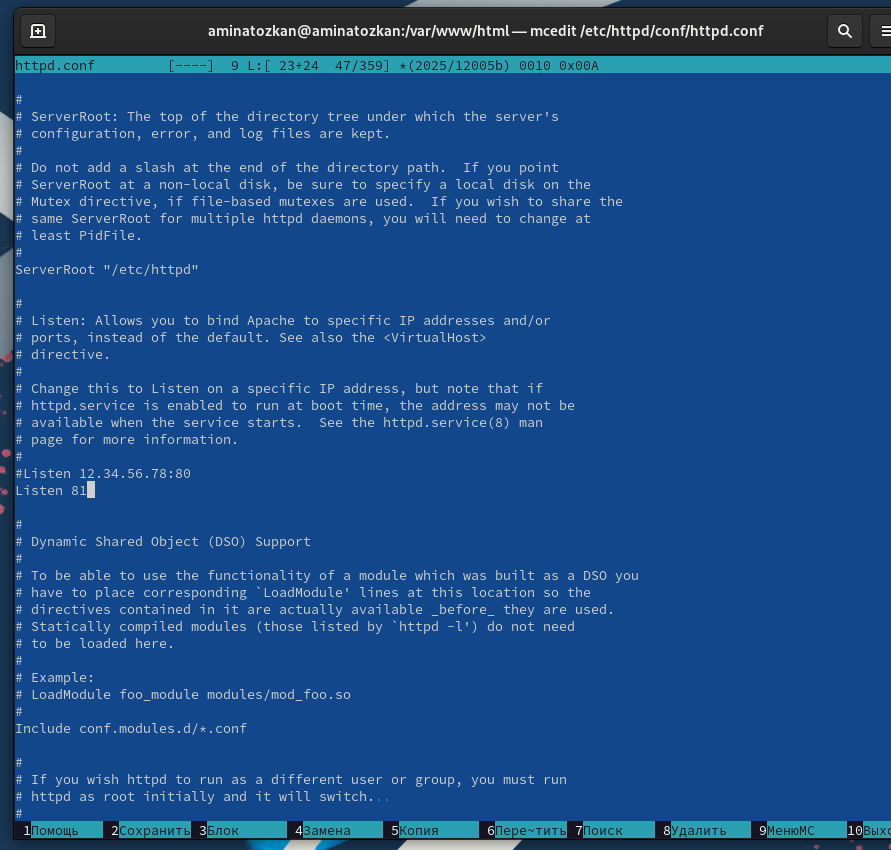 aminatozkan@aminatozkan:/var/www/html — mcedit /etc/httpd/conf/httpd.conf
httpd.conf         [----]  9 L:[ 23+24  47/359] *(2025/12005b) 0010 0x00A
#
# ServerRoot: The top of the directory tree under which the server's
# configuration, error, and log files are kept.
#
# Do not add a slash at the end of the directory path.  If you point
# ServerRoot at a non-local disk, be sure to specify a local disk on the
# Mutex directive, if file-based mutexes are used.  If you wish to share the
# same ServerRoot for multiple httpd daemons, you will need to change at
# least PidFile.
#
ServerRoot "/etc/httpd"
#
# Listen: Allows you to bind Apache to specific IP addresses and/or
# ports, instead of the default. See also the <VirtualHost>
# directive.
#
# Change this to Listen on a specific IP address, but note that if
# httpd.service is enabled to run at boot time, the address may not be
# available when the service starts.  See the httpd.service(8) man
# page for more information.
#
#Listen 12.34.56.78:80
Listen 81
#
# Dynamic Shared Object (DSO) Support
#
# To be able to use the functionality of a module which was built as a DSO you
# have to place corresponding `LoadModule' lines at this location so the
# directives contained in it are actually available _before_ they are used.
# Statically compiled modules (those listed by `httpd -l') do not need
# to be loaded here.
#
# Example:
# LoadModule foo_module modules/mod_foo.so
#
Include conf.modules.d/*.conf
#
# If you wish httpd to run as a different user or group, you must run
# httpd as root initially and it will switch...
#
1Помощь 2Сохранить 3Блок 4Замена 5Копия 6Пере~тить 7Поиск 8Удалить 9МенюMC 10Выхо